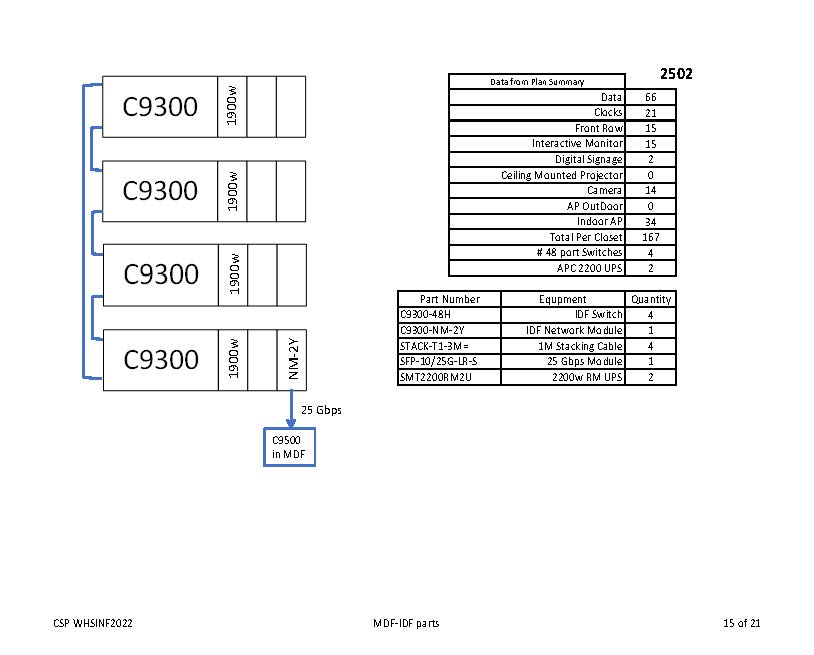 C9300 1900w
C9300 1900w
C9300 1900w
C9300 1900w NM-2Y
25 Gbps
C9500
in MDF
2502
Data from Plan Summary
Data 66
Clocks 21
Front Row 15
Interactive Monitor 15
Digital Signage 2
Ceiling Mounted Projector 0
Camera 14
AP OutDoor 0
Indoor AP 34
Total Per Closet 167
# 48 port Switches 4
APC 2200 UPS 2
Part Number Equpment Quantity
C9300-48H IDF Switch 4
C9300-NM-2Y IDF Network Module 1
STACK-T1-3M= 1M Stacking Cable 4
SFP-10/25G-LR-S 25 Gbps Module 1
SMT2200RM2U 2200w RM UPS 2
CSP WHSINF2022 MDF-IDF parts 15 of 21